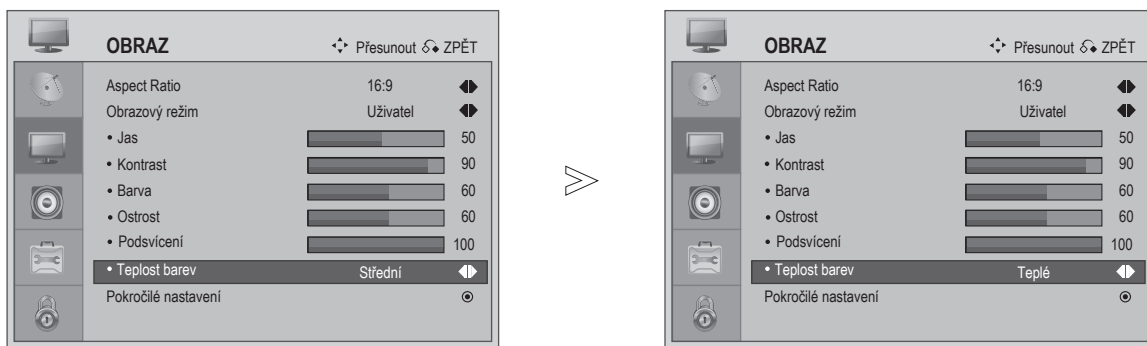 OBRAZ Přesunout ZPĚT
Aspect Ratio 16:9
Obrazový režim Uživatel
• Jas 50
• Kontrast 90
• Barva 60
• Ostrost 60
• Podsvícení 100
• Teplost barev Střední
Pokročilé nastavení
>
OBRAZ Přesunout ZPĚT
Aspect Ratio 16:9
Obrazový režim Uživatel
• Jas 50
• Kontrast 90
• Barva 60
• Ostrost 60
• Podsvícení 100
• Teplost barev Teplé
Pokročilé nastavení